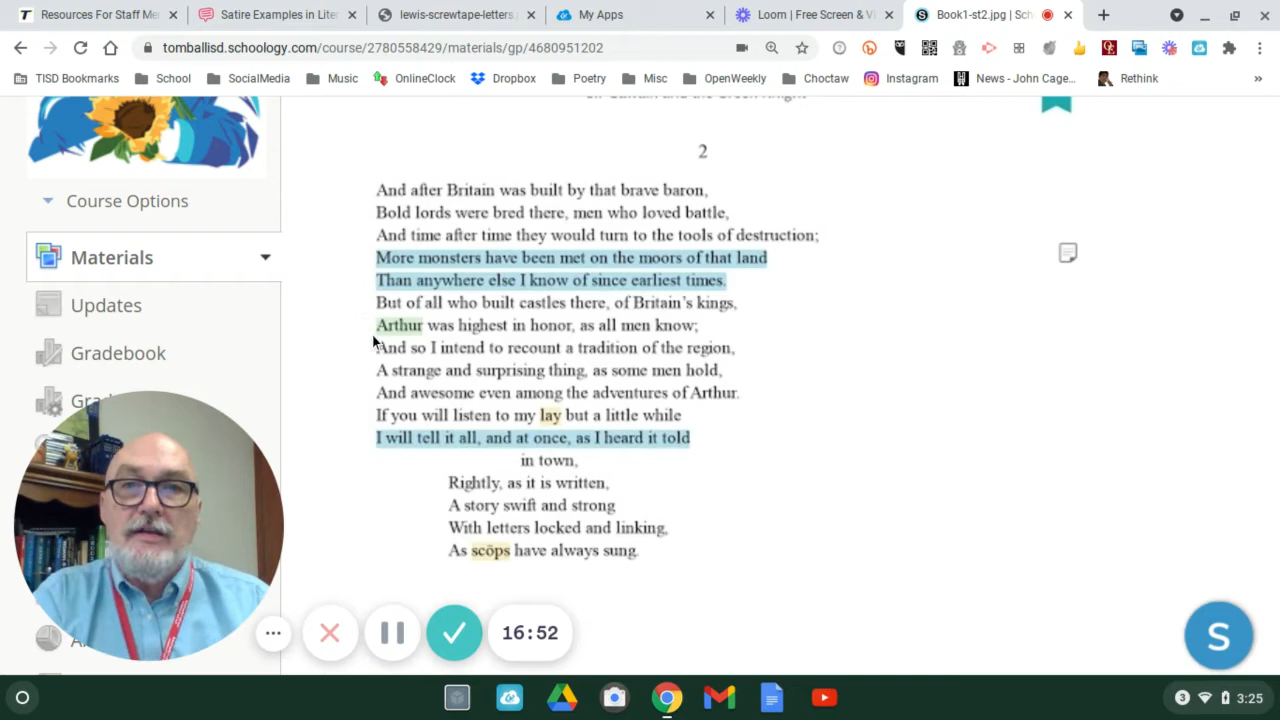 Resources For Staff Me
Satire Examples in Lite
lewis-screwtape-letters.p
My Apps
Loom | Free Screen & Vi
Book1-st2.jpg | Sch
tomballisd.schoology.com/course/2780558429/materials/gp/4680951202
TISD Bookmarks
School
SocialMedia
Music
OnlineClock
Dropbox
Poetry
Misc
OpenWeekly
Choctaw
Instagram
News - John Cage...
Rethink
»
Course Options
Materials
Updates
Gradebook
2
And after Britain was built by that brave baron,
Bold lords were bred there, men who loved battle,
And time after time they would turn to the tools of destruction;
More monsters have been met on the moors of that land
Than anywhere else I know of since earliest times.
But of all who built castles there, of Britain's kings,
Arthur was highest in honor, as all men know;
And so I intend to recount a tradition of the region,
A strange and surprising thing, as some men hold,
And awesome even among the adventures of Arthur.
If you will listen to my lay but a little while
I will tell it all, and at once, as I heard it told
in town,
Rightly, as it is written,
A story swift and strong
With letters locked and linking,
As scōps have always sung.
16:52
S
3
3:25